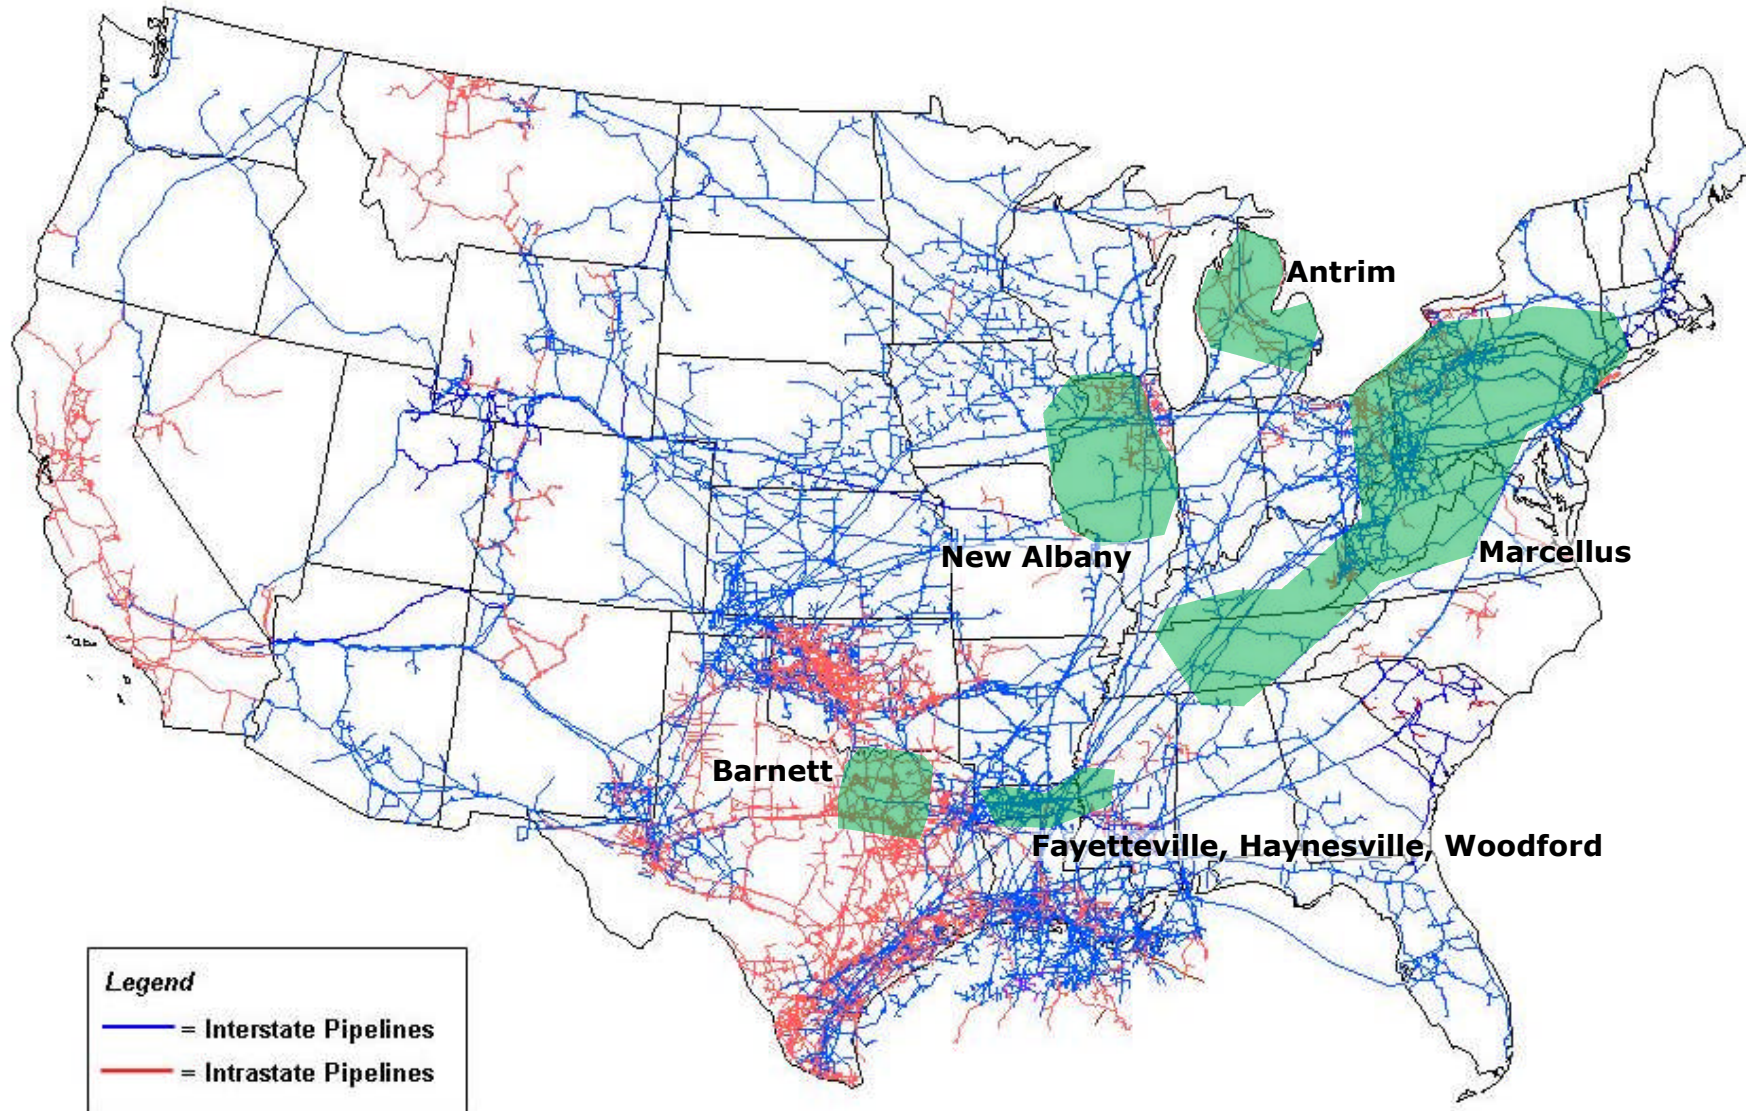 Antrim
New Albany
Marcellus
Barnett
Fayetteville, Haynesville, Woodford
Legend
= Interstate Pipelines
= Intrastate Pipelines